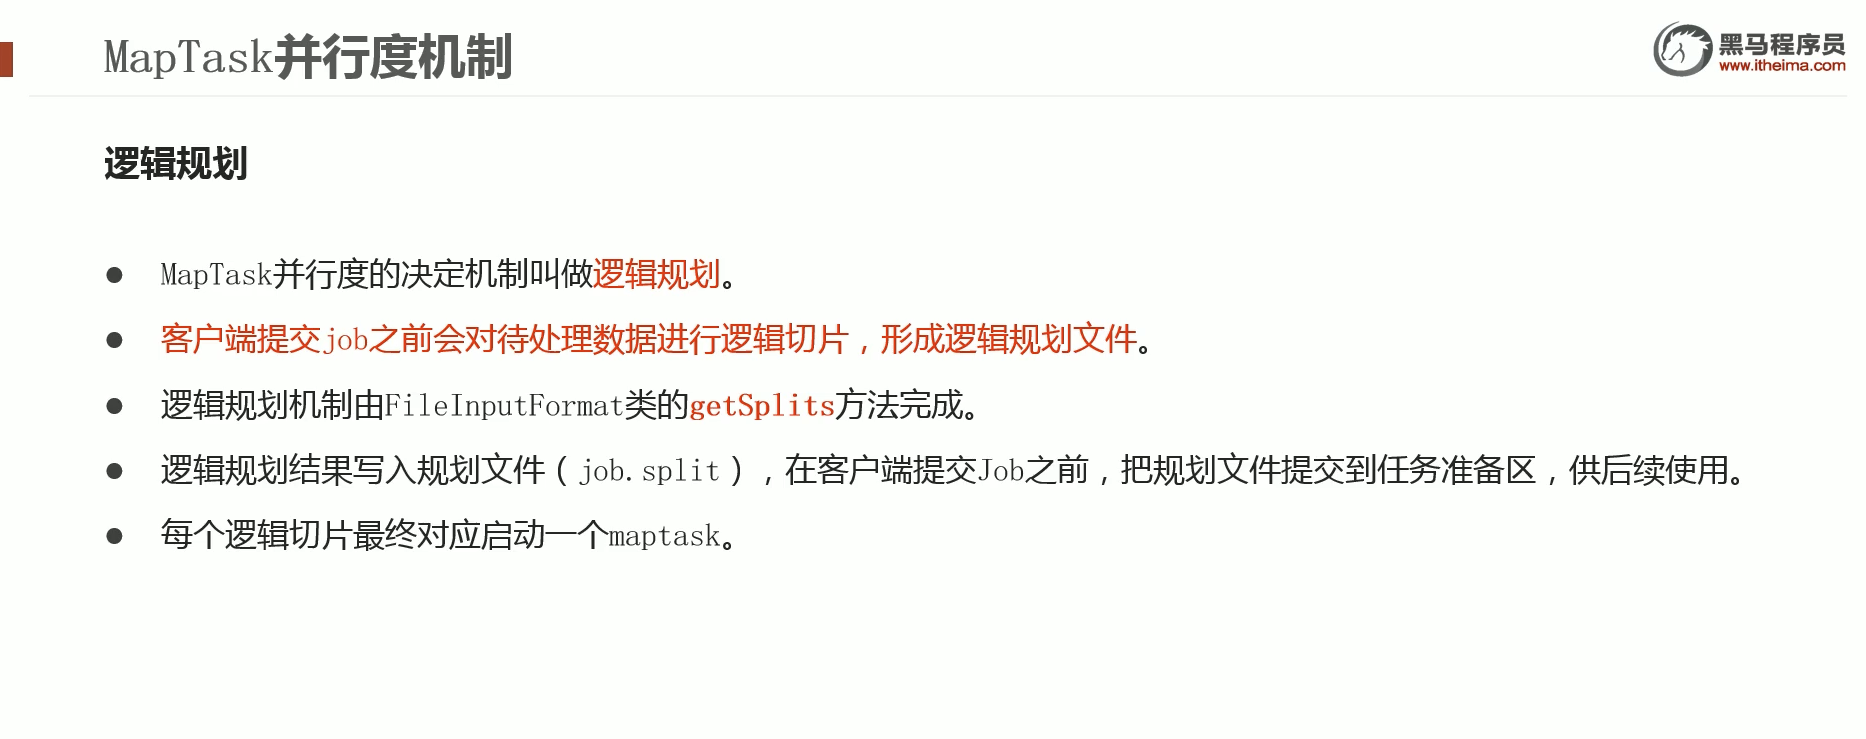 MapTask并行度机制
黑马程序员
www.itheima.com
逻辑规划
● MapTask并行度的决定机制叫做逻辑规划。
● 客户端提交job之前会对待处理数据进行逻辑切片，形成逻辑规划文件。
● 逻辑规划机制由FileInputFormat类的getSplits方法完成。
● 逻辑规划结果写入规划文件（job.split），在客户端提交Job之前，把规划文件提交到任务准备区，供后续使用。
● 每个逻辑切片最终对应启动一个maptask。